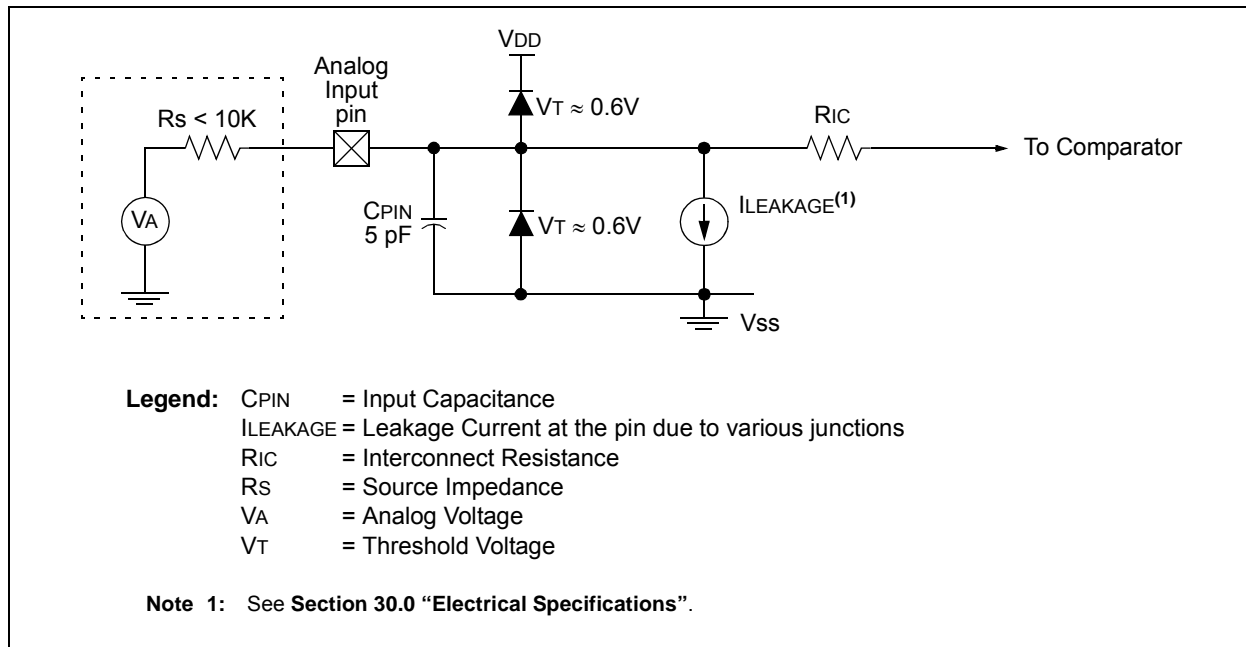 VDD
Analog
Input
pin
Rs < 10K
VT ≈ 0.6V
RIC
To Comparator
VA
CPIN
5 pF
VT ≈ 0.6V
ILEAKAGE(1)
Vss
Legend: CPIN = Input Capacitance
ILEAKAGE = Leakage Current at the pin due to various junctions
RIC = Interconnect Resistance
RS = Source Impedance
VA = Analog Voltage
VT = Threshold Voltage
Note 1: See Section 30.0 “Electrical Specifications”.